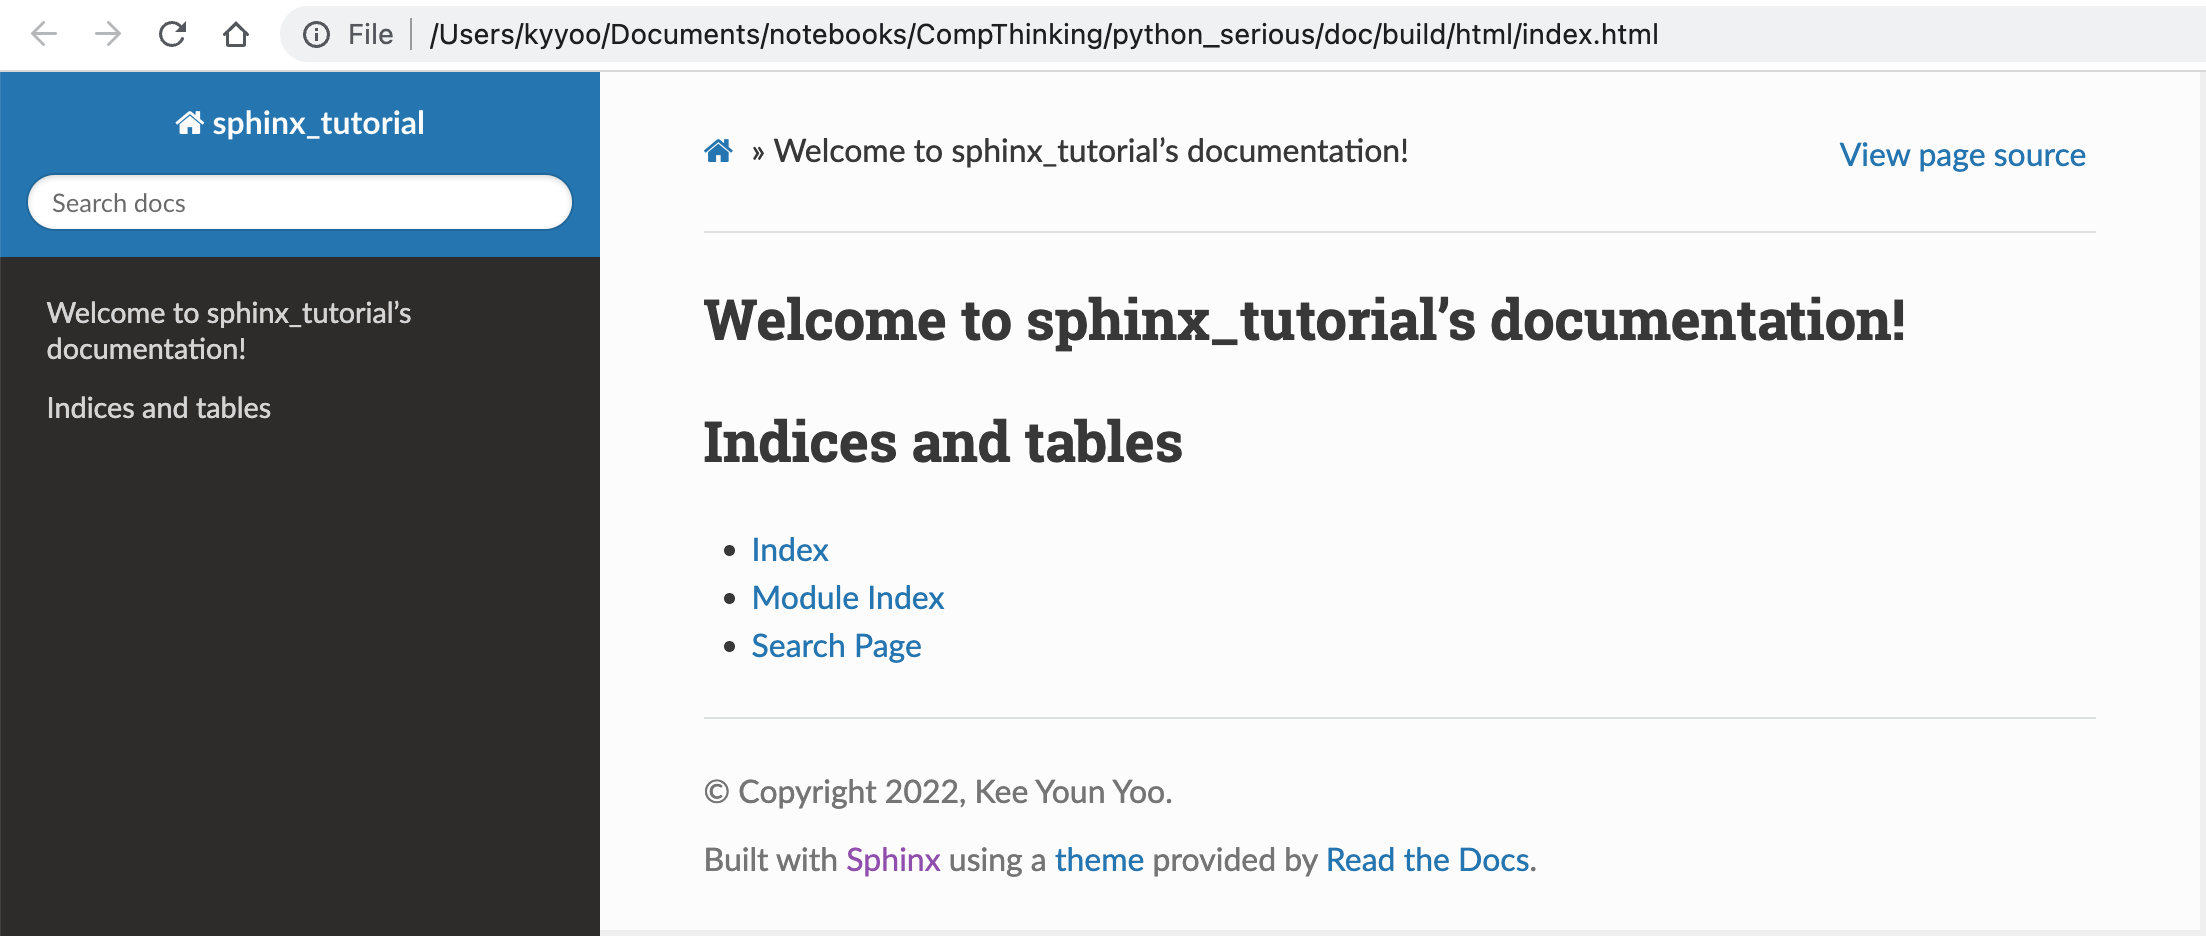 File | /Users/kyyoo/Documents/notebooks/CompThinking/python_serious/doc/build/html/index.html
sphinx_tutorial
Search docs
Welcome to sphinx_tutorial’s
documentation!
Indices and tables
» Welcome to sphinx_tutorial’s documentation!
View page source
Welcome to sphinx_tutorial’s documentation!
Indices and tables
• Index
• Module Index
• Search Page
© Copyright 2022, Kee Youn Yoo.
Built with Sphinx using a theme provided by Read the Docs.